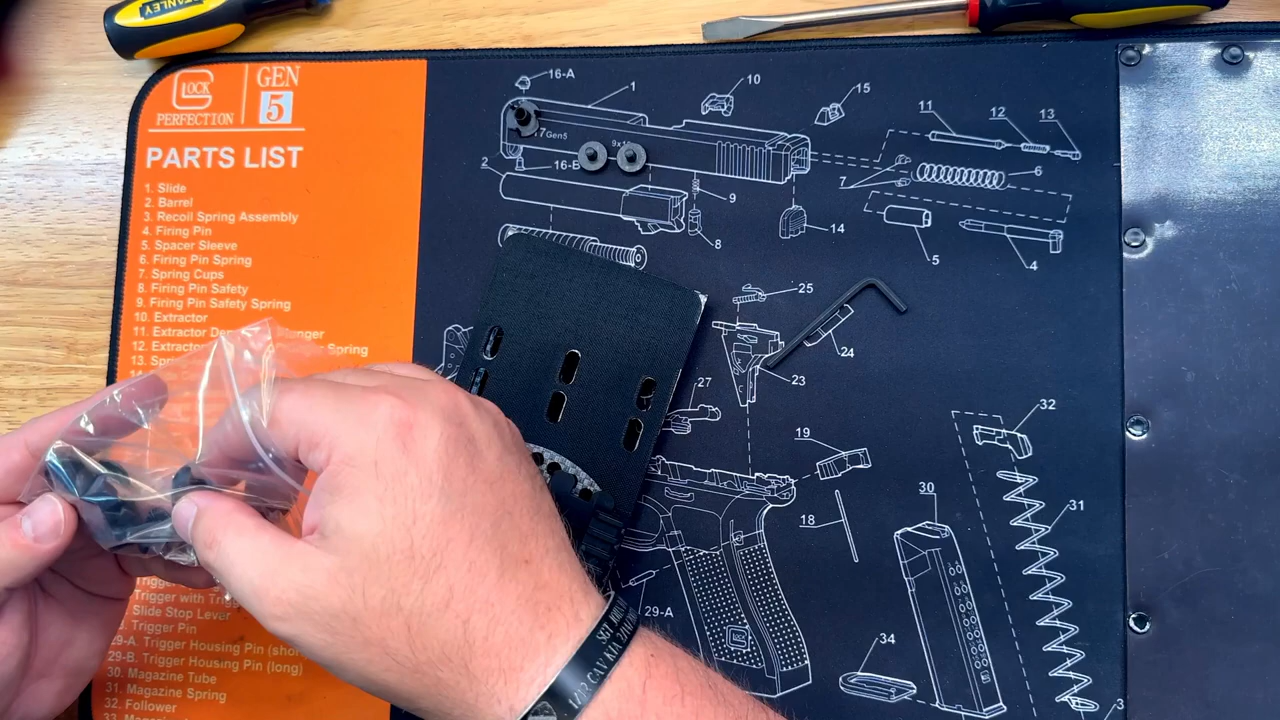 STANLEY
GLOCK
PERFECTION
GEN
5
PARTS LIST
1. Slide
2. Barrel
3. Recoil Spring Assembly
4. Firing Pin
5. Spacer Sleeve
6. Firing Pin Spring
7. Spring Cups
8. Firing Pin Safety
9. Firing Pin Safety Spring
10. Extractor
11. Extractor
12. Extractor Spring
13.
Trigger with
Slide Stop Lever
Trigger Pin
29-A. Trigger Housing Pin (short
29-B. Trigger Housing Pin (long)
30. Magazine Tube
31. Magazine Spring
32. Follower
33.
16-A
1
10
15
11
12
13
17Gen5
16-B
2
7
6
9
14
8
5
4
25
24
23
27
32
19
30
31
18
29-A
34